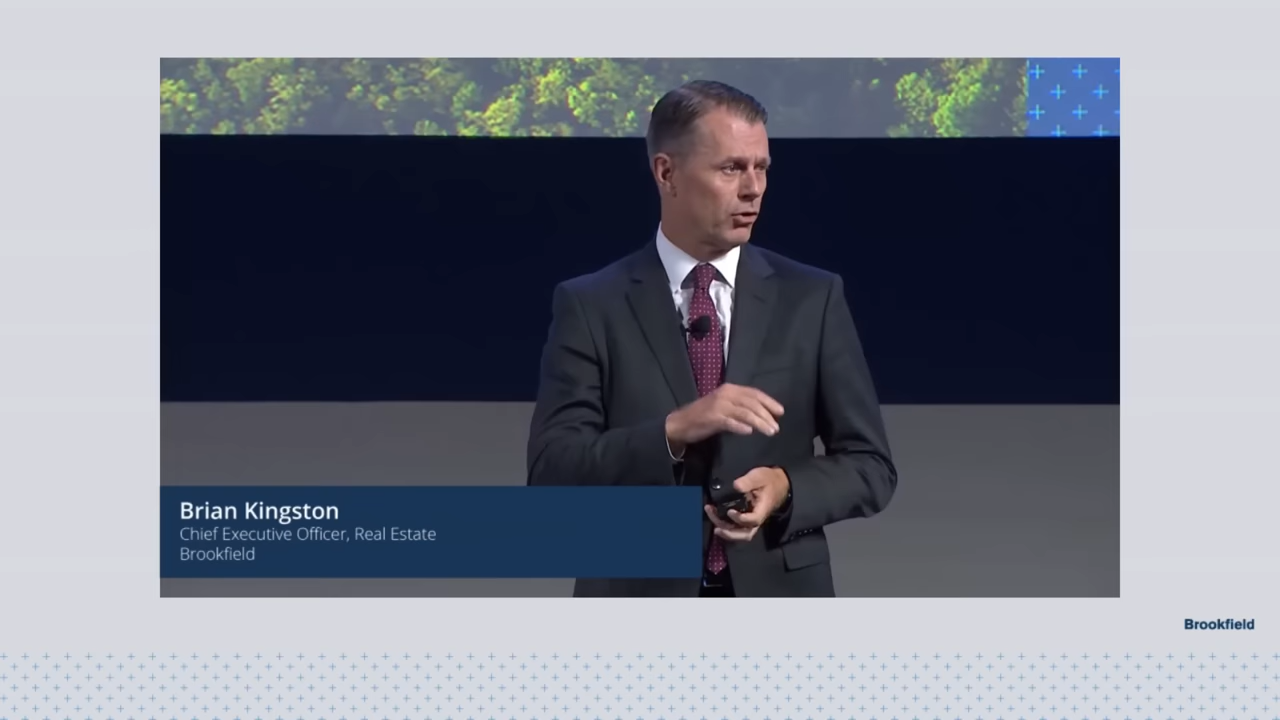 Brian Kingston
Chief Executive Officer, Real Estate
Brookfield
Brookfield